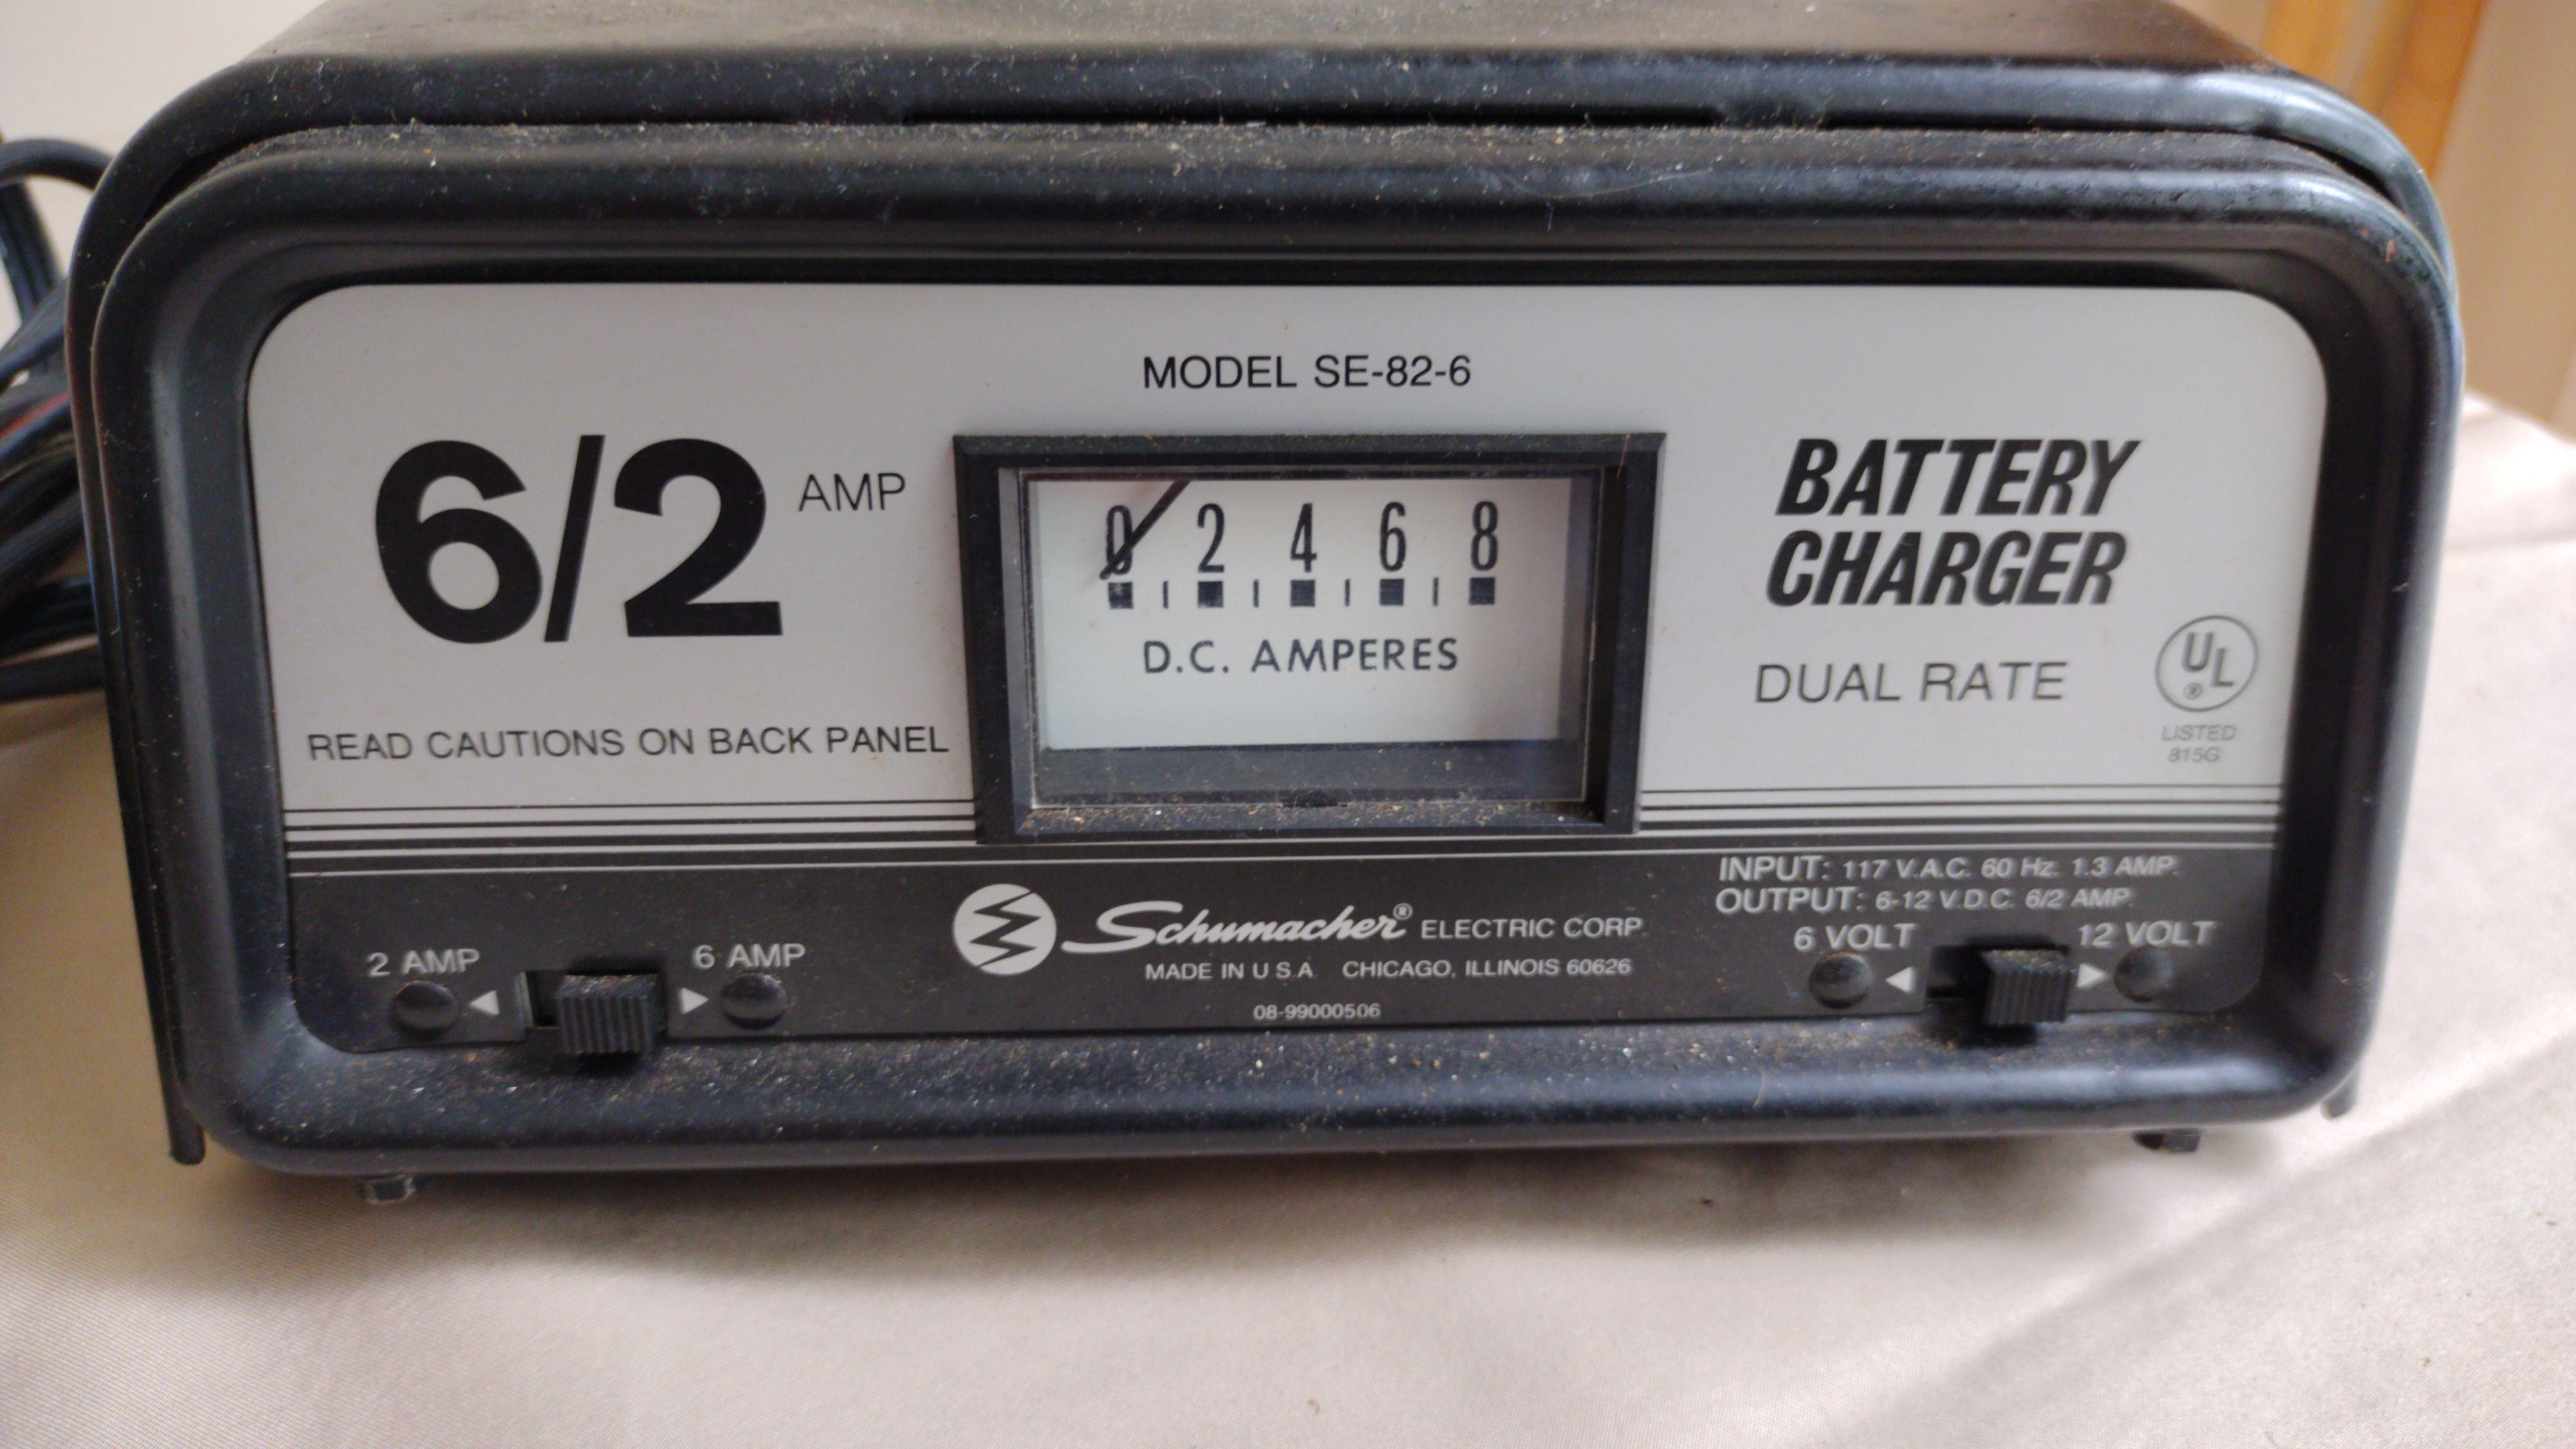 MODEL SE-82-6
6/2 AMP
READ CAUTIONS ON BACK PANEL
0 2 4 6 8
D.C. AMPERES
BATTERY
CHARGER
DUAL RATE
UL
®
LISTED
815G
2 AMP 6 AMP
Schumacher® ELECTRIC CORP.
MADE IN U S A CHICAGO, ILLINOIS 60626
08-99000506
INPUT: 117 V.A.C. 60 Hz. 1.3 AMP.
OUTPUT: 6-12 V.D.C. 6/2 AMP.
6 VOLT 12 VOLT